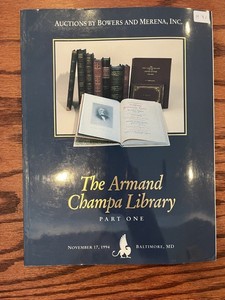 AUCTIONS BY BOWERS AND MERENA, INC.
The Armand
Champa Library
PART ONE
NOVEMBER 17, 1994 BALTIMORE, MD